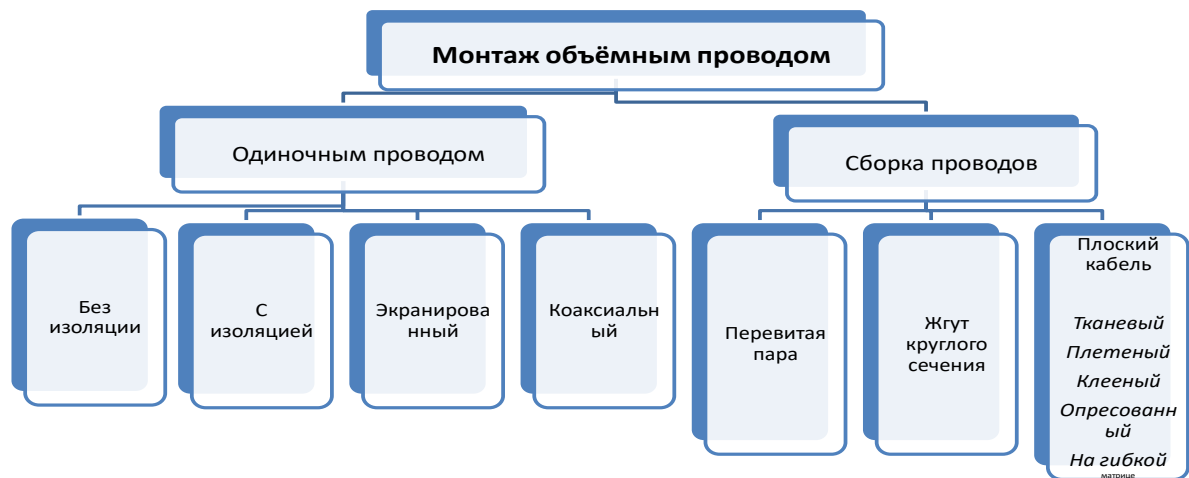 Монтаж объёмным проводом
Одиночным проводом
Сборка проводов
Без
изоляции
С
изоляцией
Экранирова
нный
Коаксиальн
ый
Перевитая
пара
Жгут
круглого
сечения
Плоский
кабель
Тканевый
Плетеный
Клееный
Опресованн
ый
На гибкой
матрице